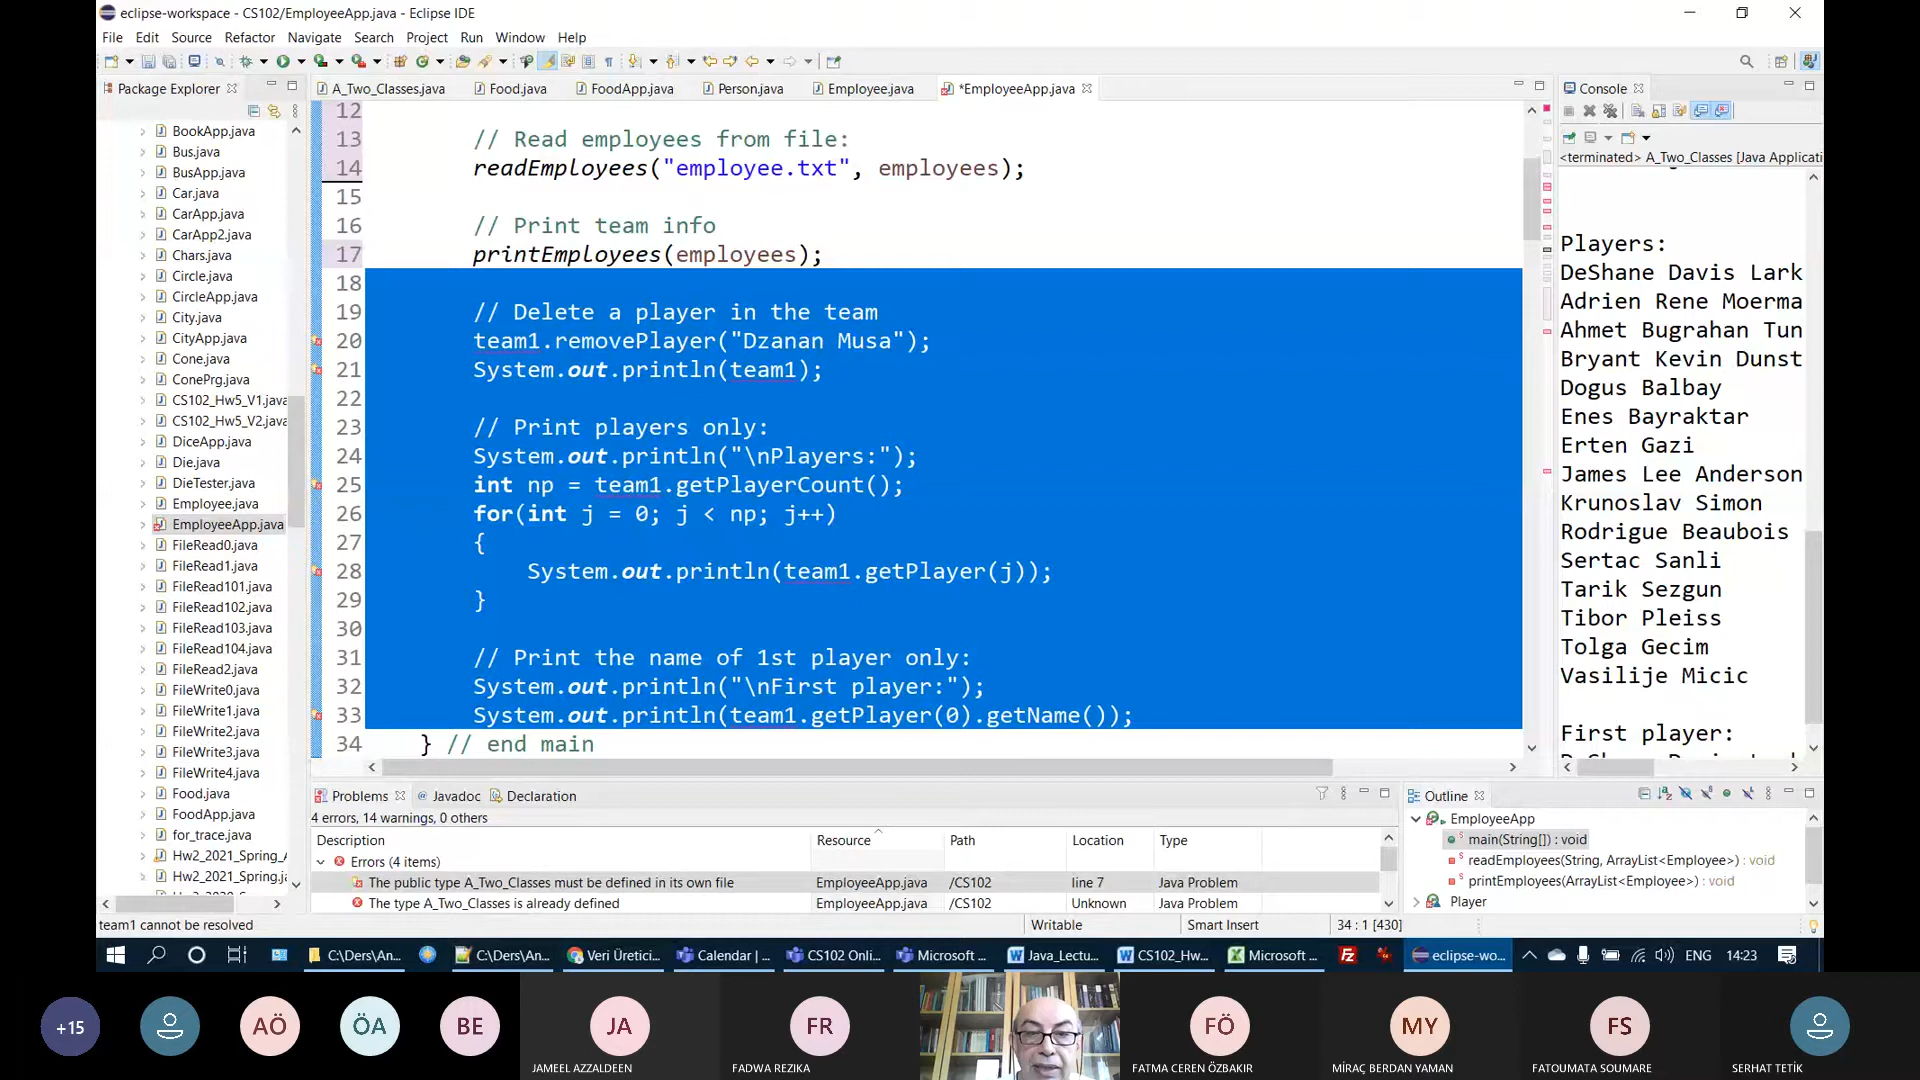 eclipse-workspace - CS102/EmployeeApp.java - Eclipse IDE
File Edit Source Refactor Navigate Search Project Run Window Help
Package Explorer
A_Two_Classes.java Food.java FoodApp.java Person.java Employee.java *EmployeeApp.java
Console
<terminated> A_Two_Classes [Java Applicati
BookApp.java
Bus.java
BusApp.java
Car.java
CarApp.java
CarApp2.java
Chars.java
Circle.java
CircleApp.java
City.java
CityApp.java
Cone.java
ConePrg.java
CS102_Hw5_V1.java
CS102_Hw5_V2.java
DiceApp.java
Die.java
DieTester.java
Employee.java
EmployeeApp.java
FileRead0.java
FileRead1.java
FileRead101.java
FileRead102.java
FileRead103.java
FileRead104.java
FileRead2.java
FileWrite0.java
FileWrite1.java
FileWrite2.java
FileWrite3.java
FileWrite4.java
Food.java
FoodApp.java
for_trace.java
Hw2_2021_Spring_A
Hw2_2021_Spring.ja
12
13 // Read employees from file:
14 readEmployees("employee.txt", employees);
15
16 // Print team info
17 printEmployees(employees);
18
19 // Delete a player in the team
20 team1.removePlayer("Dzanan Musa");
21 System.out.println(team1);
22
23 // Print players only:
24 System.out.println("\nPlayers:");
25 int np = team1.getPlayerCount();
26 for(int j = 0; j < np; j++)
27 {
28 System.out.println(team1.getPlayer(j));
29 }
30
31 // Print the name of 1st player only:
32 System.out.println("\nFirst player:");
33 System.out.println(team1.getPlayer(0).getName());
34 } // end main
Players:
DeShane Davis Lark
Adrien Rene Moerma
Ahmet Bugrahan Tun
Bryant Kevin Dunst
Dogus Balbay
Enes Bayraktar
Erten Gazi
James Lee Anderson
Krunoslav Simon
Rodrigue Beaubois
Sertac Sanli
Tarik Sezgun
Tibor Pleiss
Tolga Gecim
Vasilije Micic
First player:
Problems Javadoc Declaration
4 errors, 14 warnings, 0 others
Description Resource Path Location Type
Errors (4 items)
The public type A_Two_Classes must be defined in its own file EmployeeApp.java /CS102 line 7 Java Problem
The type A_Two_Classes is already defined EmployeeApp.java /CS102 Unknown Java Problem
Outline
EmployeeApp
main(String[]) : void
readEmployees(String, ArrayList<Employee>) : void
printEmployees(ArrayList<Employee>) : void
Player
team1 cannot be resolved Writable Smart Insert 34 : 1 [430]
C:\Ders\An... C:\Ders\An... Veri Üretici... Calendar | ... CS102 Onli... Microsoft ... Java_Lectu... CS102_Hw... Microsoft ... eclipse-wo... ENG 14:23
+15 AÖ ÖA BE JA FR FÖ MY FS
JAMEEL AZZALDEEN FADWA REZIKA FATMA CEREN ÖZBAKIR MİRAÇ BERDAN YAMAN FATOUMATA SOUMARE SERHAT TETİK